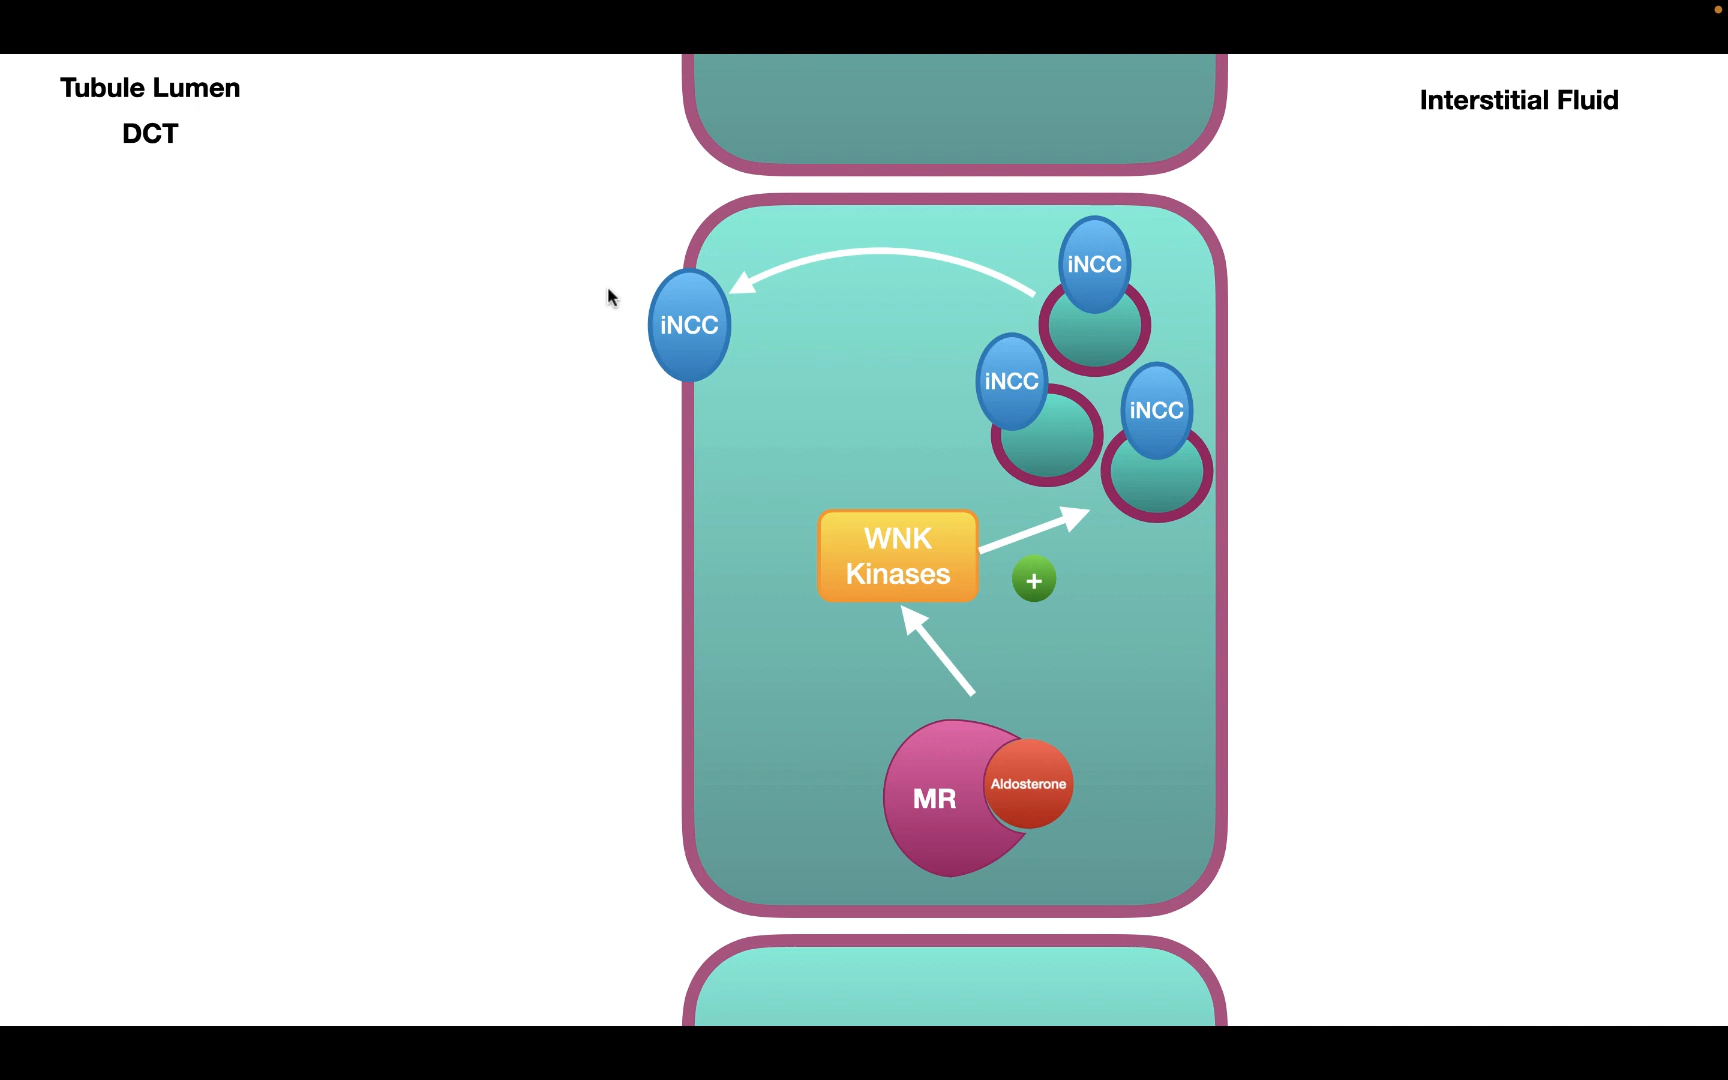 Tubule Lumen
DCT
Interstitial Fluid
iNCC
iNCC
iNCC
iNCC
WNK
Kinases
+
MR
Aldosterone